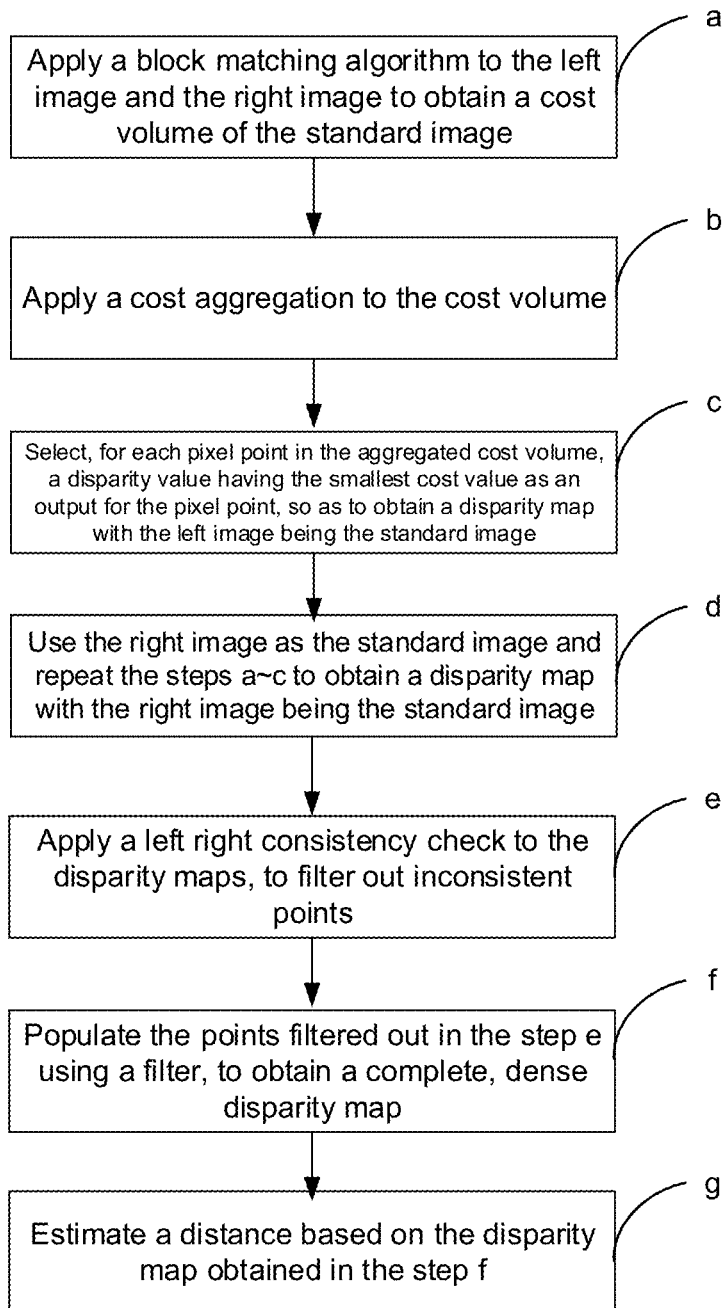 a
Apply a block matching algorithm to the left
image and the right image to obtain a cost
volume of the standard image
b
Apply a cost aggregation to the cost volume
c
Select, for each pixel point in the aggregated cost volume,
a disparity value having the smallest cost value as an
output for the pixel point, so as to obtain a disparity map
with the left image being the standard image
d
Use the right image as the standard image and
repeat the steps a~c to obtain a disparity map
with the right image being the standard image
e
Apply a left right consistency check to the
disparity maps, to filter out inconsistent
points
f
Populate the points filtered out in the step e
using a filter, to obtain a complete, dense
disparity map
g
Estimate a distance based on the disparity
map obtained in the step f